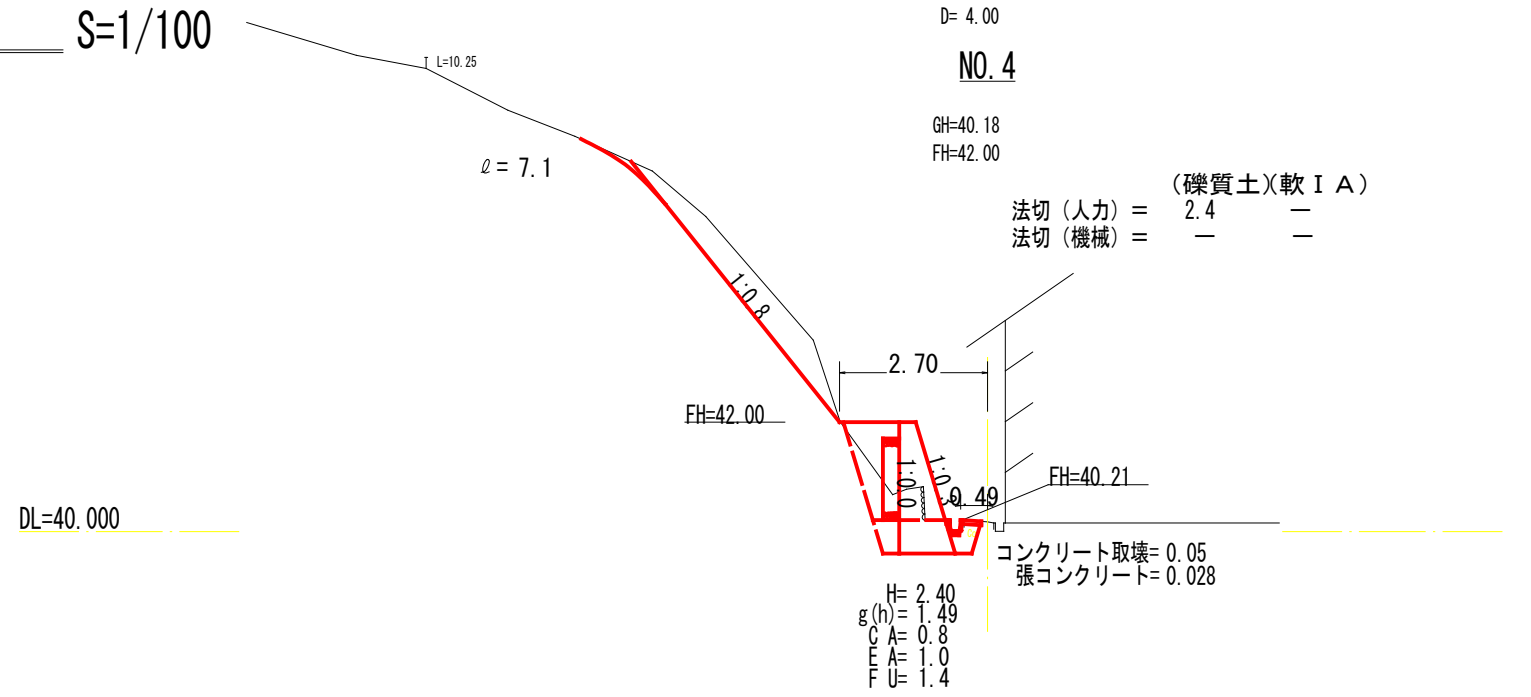 S=1/100
D= 4.00
L=10.25
NO.4
GH=40.18
FH=42.00
ℓ= 7.1
(礫質土)(軟ⅠA)
法切(人力)= 2.4 －
法切(機械)= － －
1:0.8
2.70
FH=42.00
1:0.0
1:0.3
0.49
FH=40.21
DL=40.000
コンクリート取壊= 0.05
張コンクリート= 0.028
H= 2.40
g(h)= 1.49
C A= 0.8
E A= 1.0
F U= 1.4